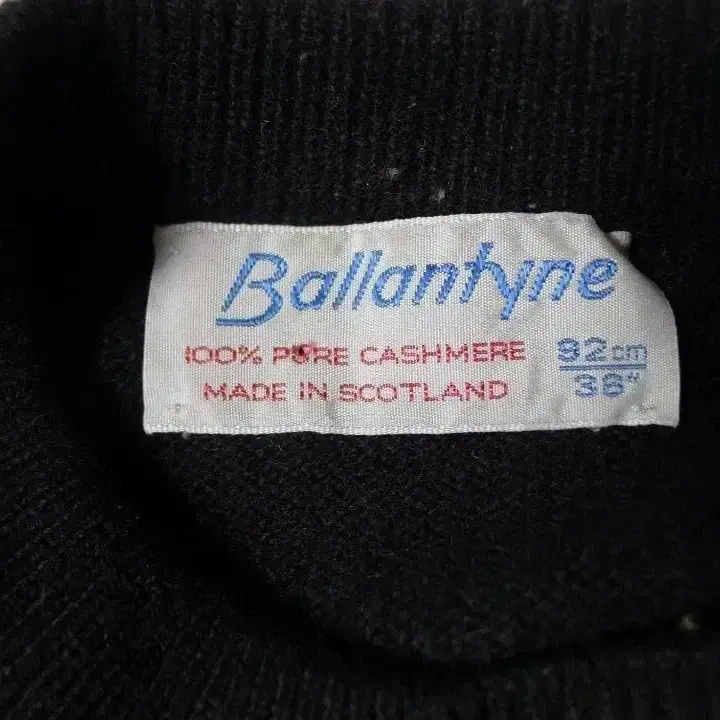 Ballantyne
100% PURE CASHMERE 92cm
MADE IN SCOTLAND 36"